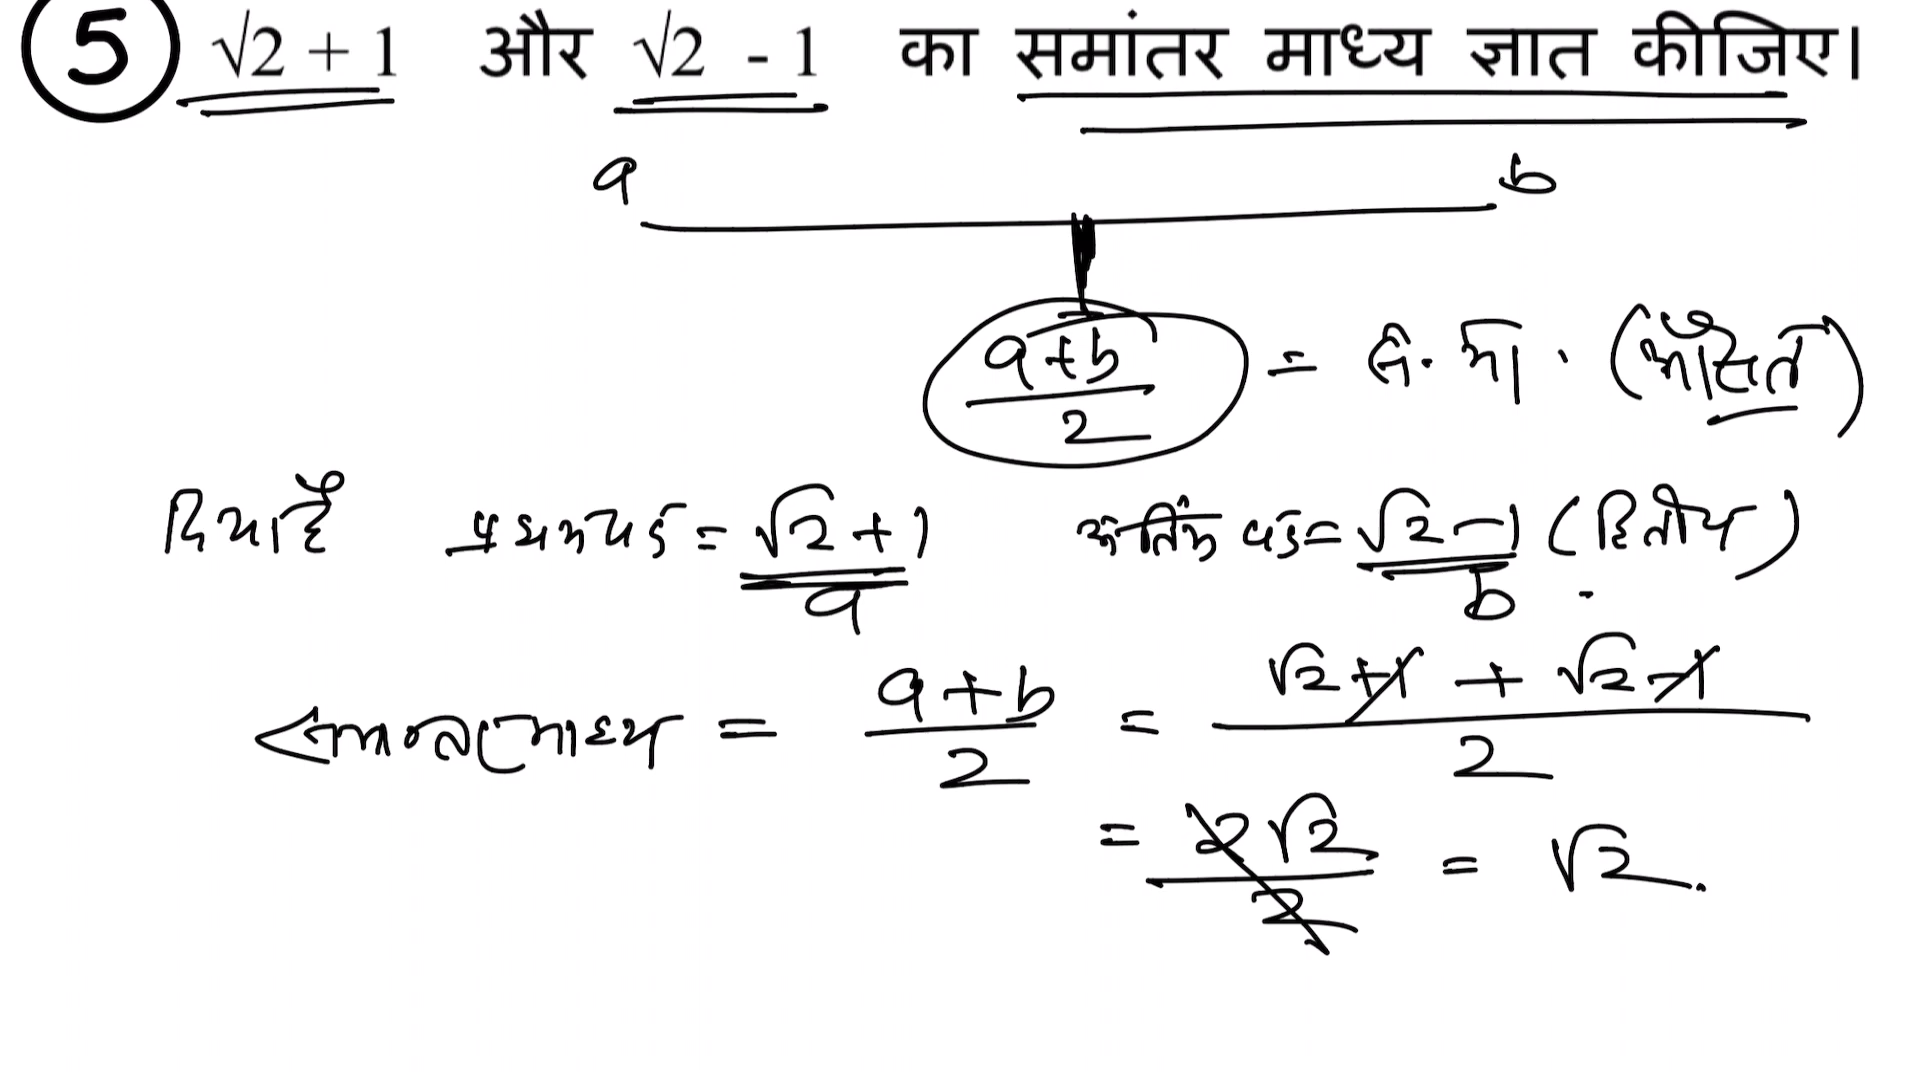 5 √2 + 1 और √2 - 1 का समांतर माध्य ज्ञात कीजिए।
a b
a+b / 2 = स. मा. (औसत)
दिया है प्रथम पद = √2 + 1 अंतिम पद = √2 - 1 (द्वितीय)
a b
समान्तर माध्य = a+b / 2 = √2 + 1 + √2 - 1 / 2
= 2√2 / 2 = √2.